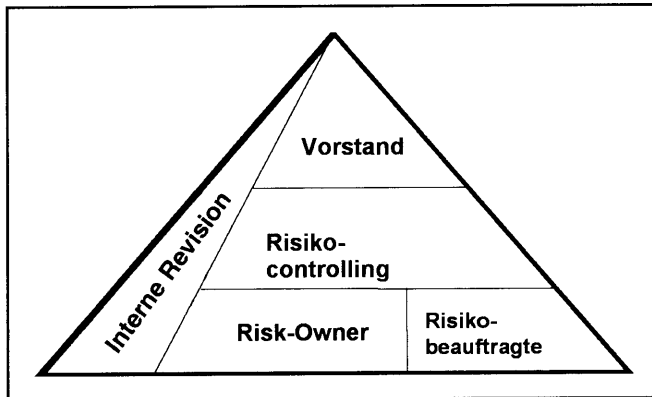 Vorstand
Interne Revision
Risiko-
controlling
Risk-Owner
Risiko-
beauftragte